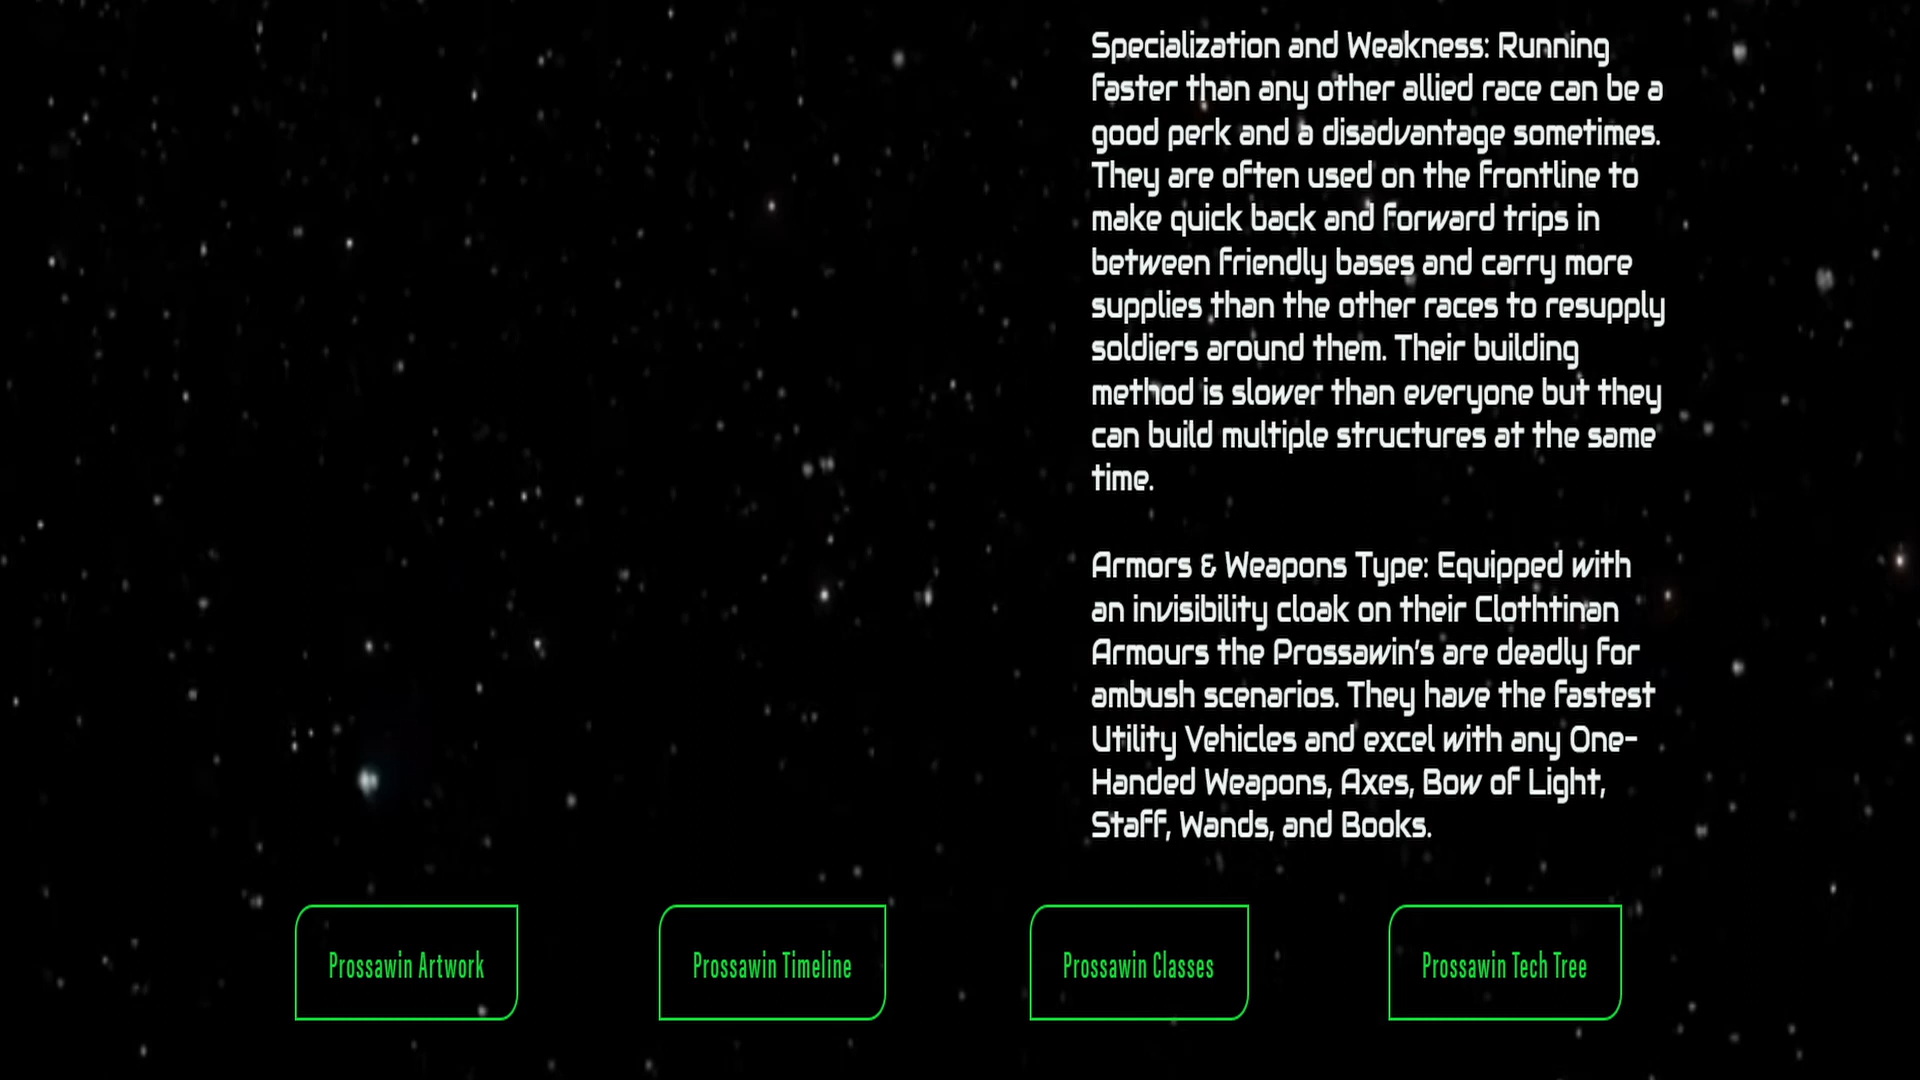 Specialization and Weakness: Running
faster than any other allied race can be a
good perk and a disadvantage sometimes.
They are often used on the frontline to
make quick back and forward trips in
between friendly bases and carry more
supplies than the other races to resupply
soldiers around them. Their building
method is slower than everyone but they
can build multiple structures at the same
time.
Armors & Weapons Type: Equipped with
an invisibility cloak on their Clothtinan
Armours the Prossawin's are deadly for
ambush scenarios. They have the fastest
Utility Vehicles and excel with any One-
Handed Weapons, Axes, Bow of Light,
Staff, Wands, and Books.
Prossawin Artwork
Prossawin Timeline
Prossawin Classes
Prossawin Tech Tree